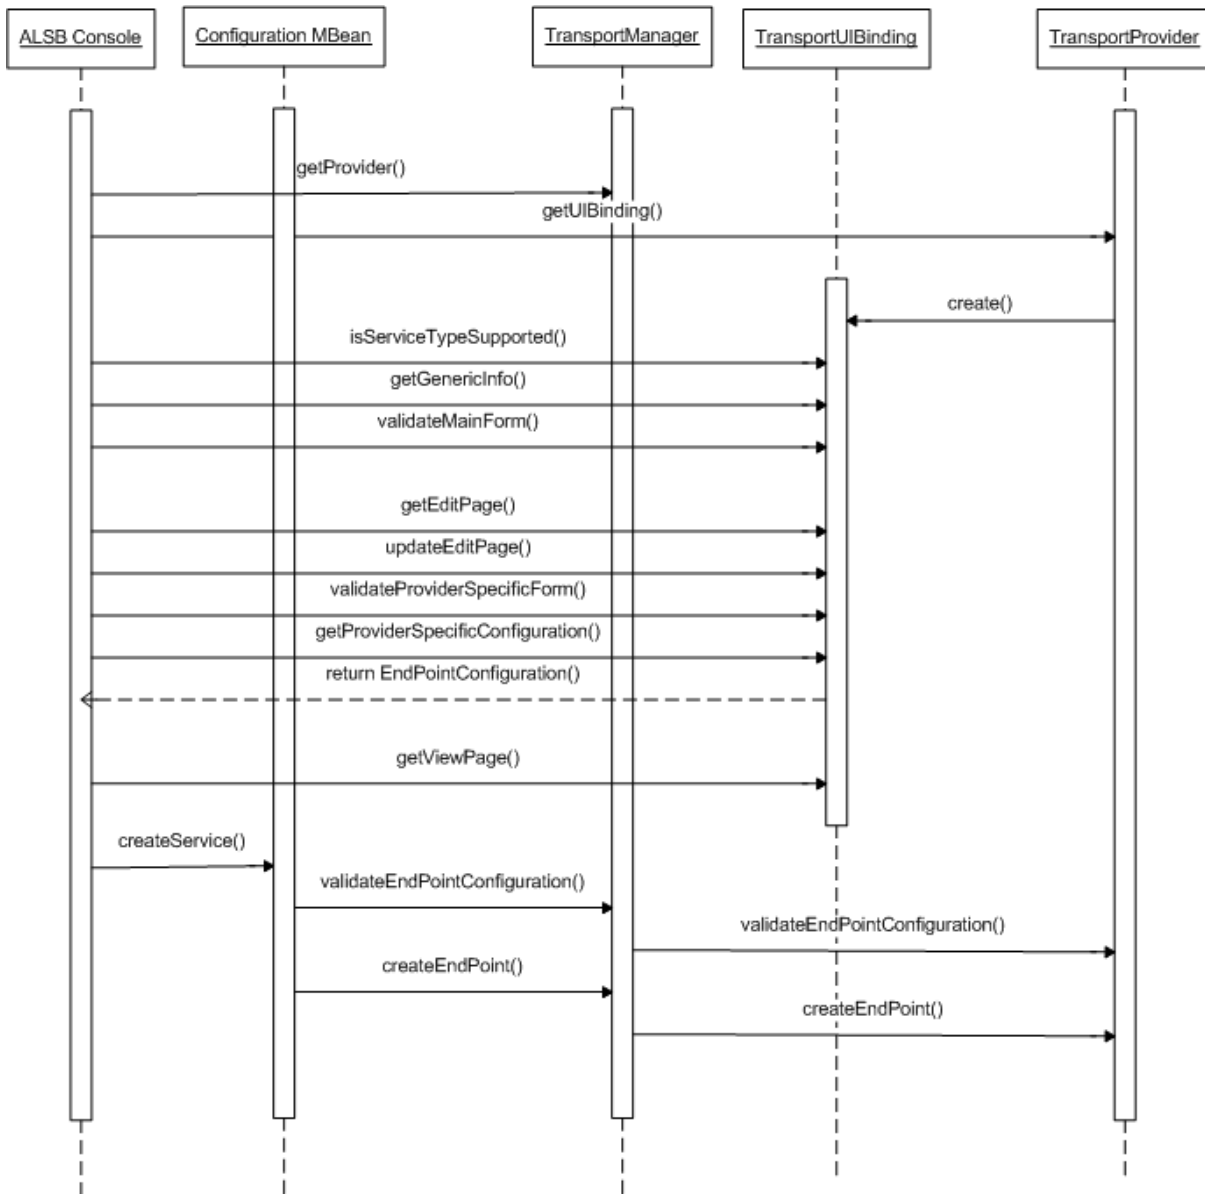 ALSB Console
Configuration MBean
TransportManager
TransportUIBinding
TransportProvider
getProvider()
getUIBinding()
create()
isServiceTypeSupported()
getGenericInfo()
validateMainForm()
getEditPage()
updateEditPage()
validateProviderSpecificForm()
getProviderSpecificConfiguration()
return EndPointConfiguration()
getViewPage()
createService()
validateEndPointConfiguration()
validateEndPointConfiguration()
createEndPoint()
createEndPoint()